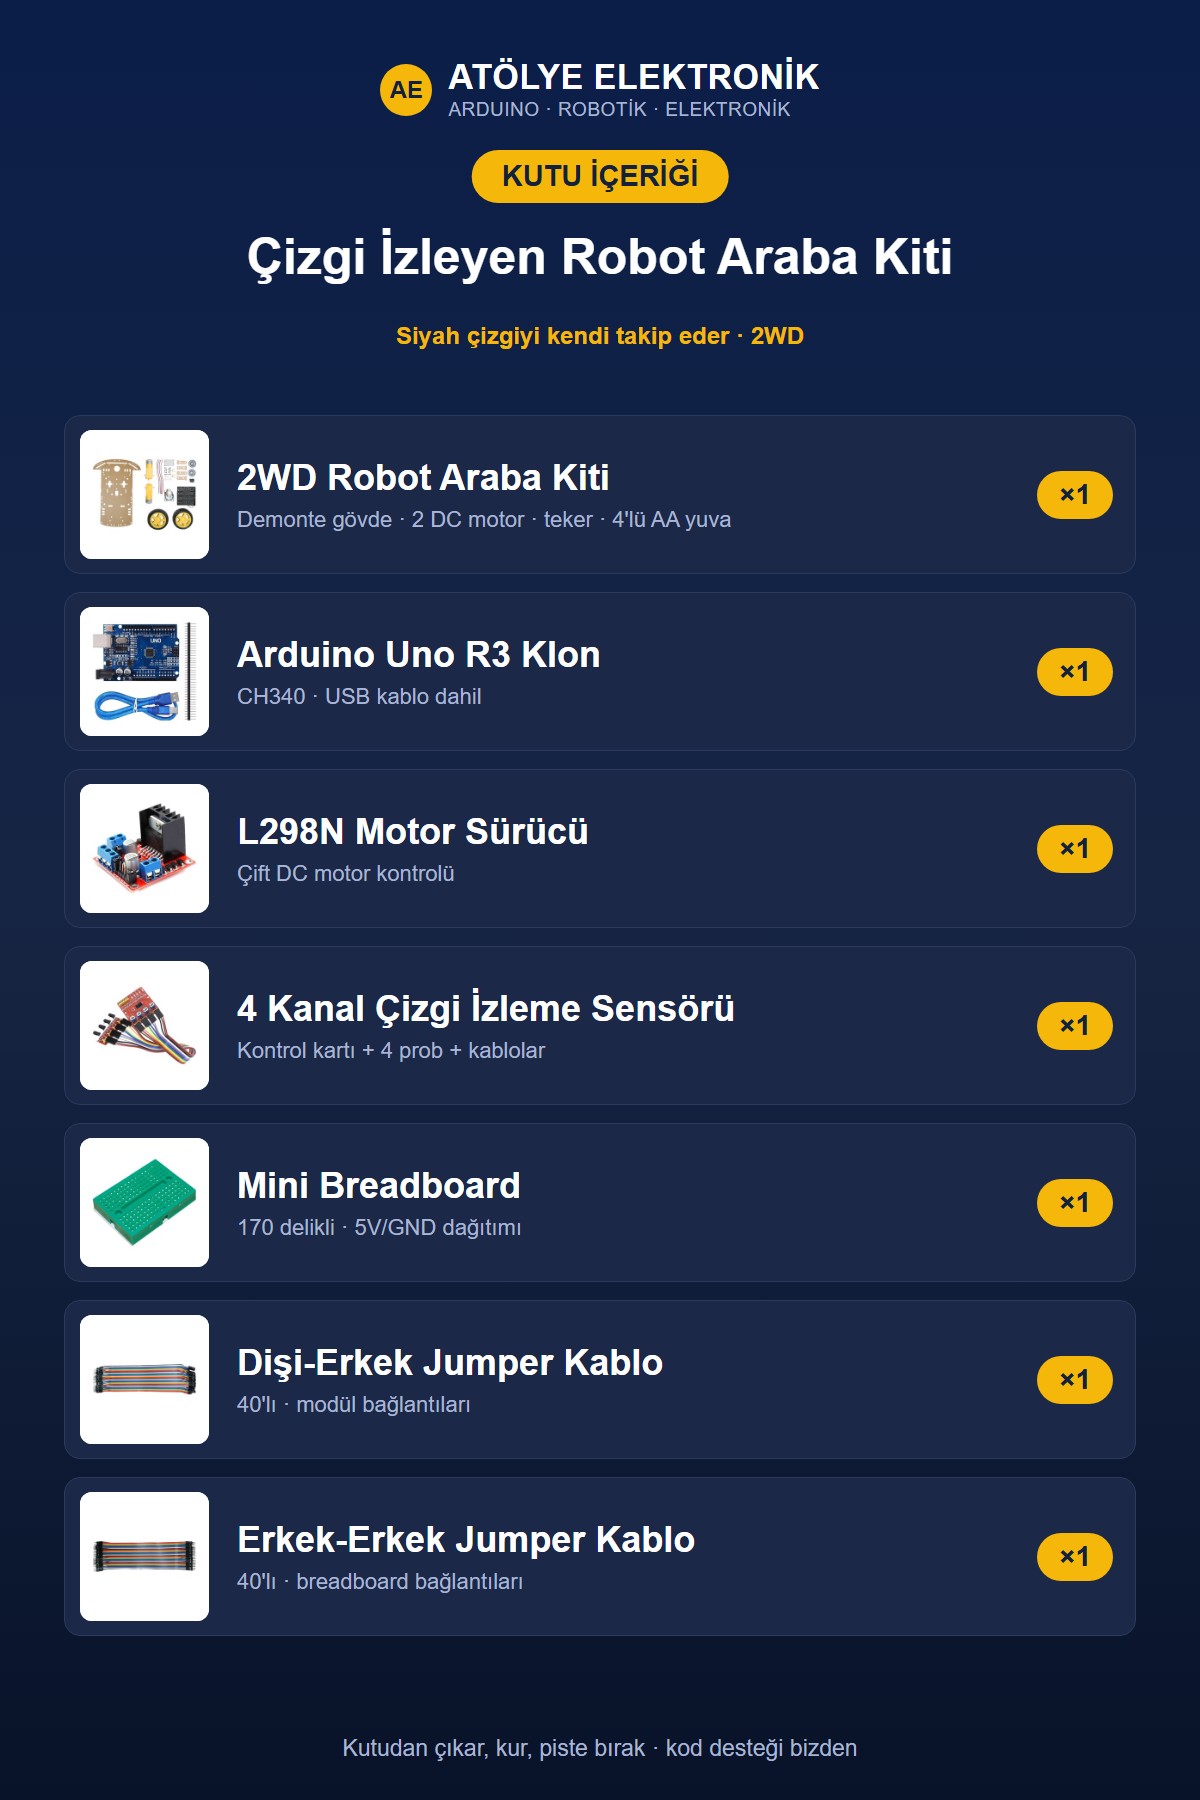 AE
ATÖLYE ELEKTRONİK
ARDUINO · ROBOTİK · ELEKTRONİK
KUTU İÇERİĞİ
Çizgi İzleyen Robot Araba Kiti
Siyah çizgiyi kendi takip eder · 2WD
2WD Robot Araba Kiti
Demonte gövde · 2 DC motor · teker · 4'lü AA yuva
×1
UNO
Arduino Uno R3 Klon
CH340 · USB kablo dahil
×1
L298N Motor Sürücü
Çift DC motor kontrolü
×1
4 Kanal Çizgi İzleme Sensörü
Kontrol kartı + 4 prob + kablolar
×1
Mini Breadboard
170 delikli · 5V/GND dağıtımı
×1
Dişi-Erkek Jumper Kablo
40'lı · modül bağlantıları
×1
Erkek-Erkek Jumper Kablo
40'lı · breadboard bağlantıları
×1
Kutudan çıkar, kur, piste bırak · kod desteği bizden